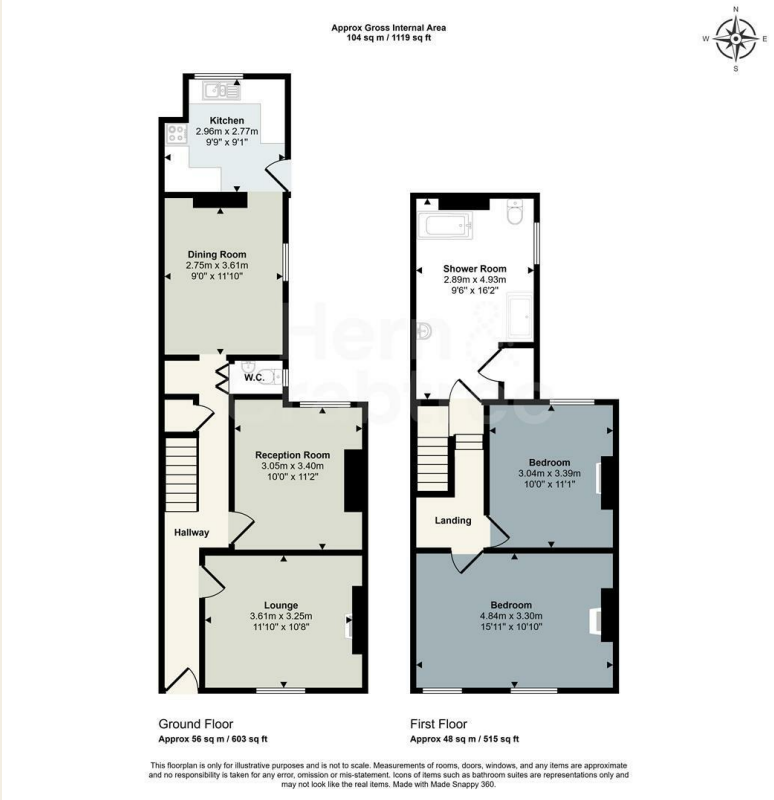 Approx Gross Internal Area
104 sq m / 1119 sq ft
N
W
E
S
Kitchen
2.96m x 2.77m
9'9" x 9'1"
Dining Room
2.75m x 3.61m
9'0" x 11'10"
W.C.
Reception Room
3.05m x 3.40m
10'0" x 11'2"
Hallway
Lounge
3.61m x 3.25m
11'10" x 10'8"
Shower Room
2.89m x 4.93m
9'6" x 16'2"
Bedroom
3.04m x 3.39m
10'0" x 11'1"
Landing
Bedroom
4.84m x 3.30m
15'11" x 10'10"
Hern &
Crabtree
Ground Floor
Approx 56 sq m / 603 sq ft
First Floor
Approx 48 sq m / 515 sq ft
This floorplan is only for illustrative purposes and is not to scale. Measurements of rooms, doors, windows, and any items are approximate
and no responsibility is taken for any error, omission or mis-statement. Icons of items such as bathroom suites are representations only and
may not look like the real items. Made with Made Snappy 360.